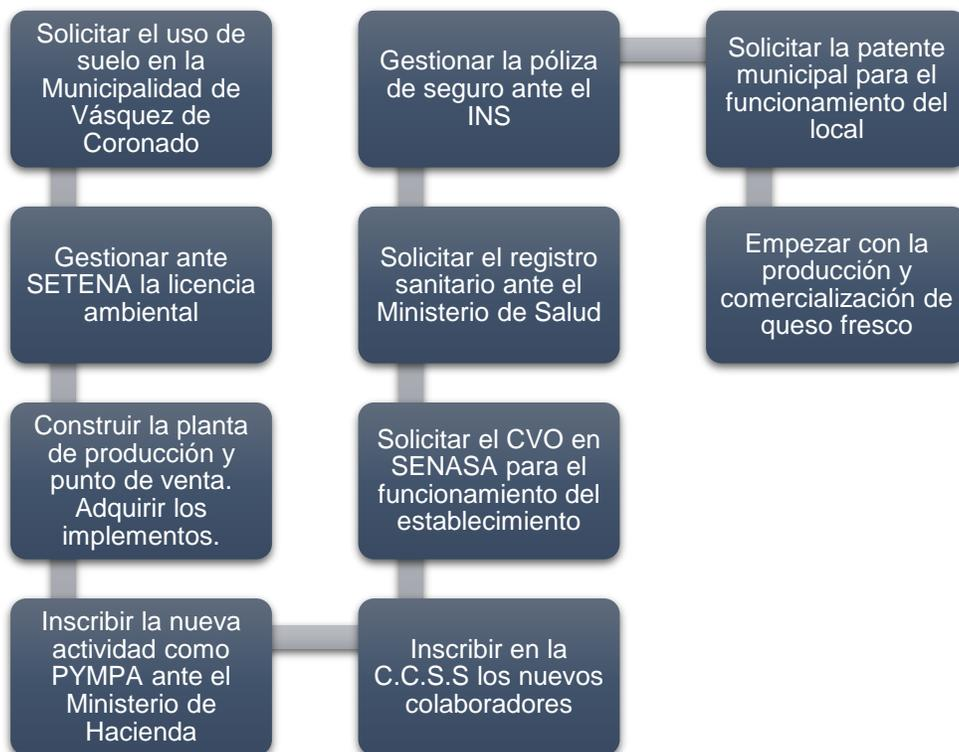 Solicitar el uso de
suelo en la
Municipalidad de
Vásquez de
Coronado
Gestionar ante
SETENA la licencia
ambiental
Construir la planta
de producción y
punto de venta.
Adquirir los
implementos.
Inscribir la nueva
actividad como
PYMPA ante el
Ministerio de
Hacienda
Inscribir en la
C.C.S.S los nuevos
colaboradores
Solicitar el CVO en
SENASA para el
funcionamiento del
establecimiento
Solicitar el registro
sanitario ante el
Ministerio de Salud
Gestionar la póliza
de seguro ante el
INS
Solicitar la patente
municipal para el
funcionamiento del
local
Empezar con la
producción y
comercialización de
queso fresco